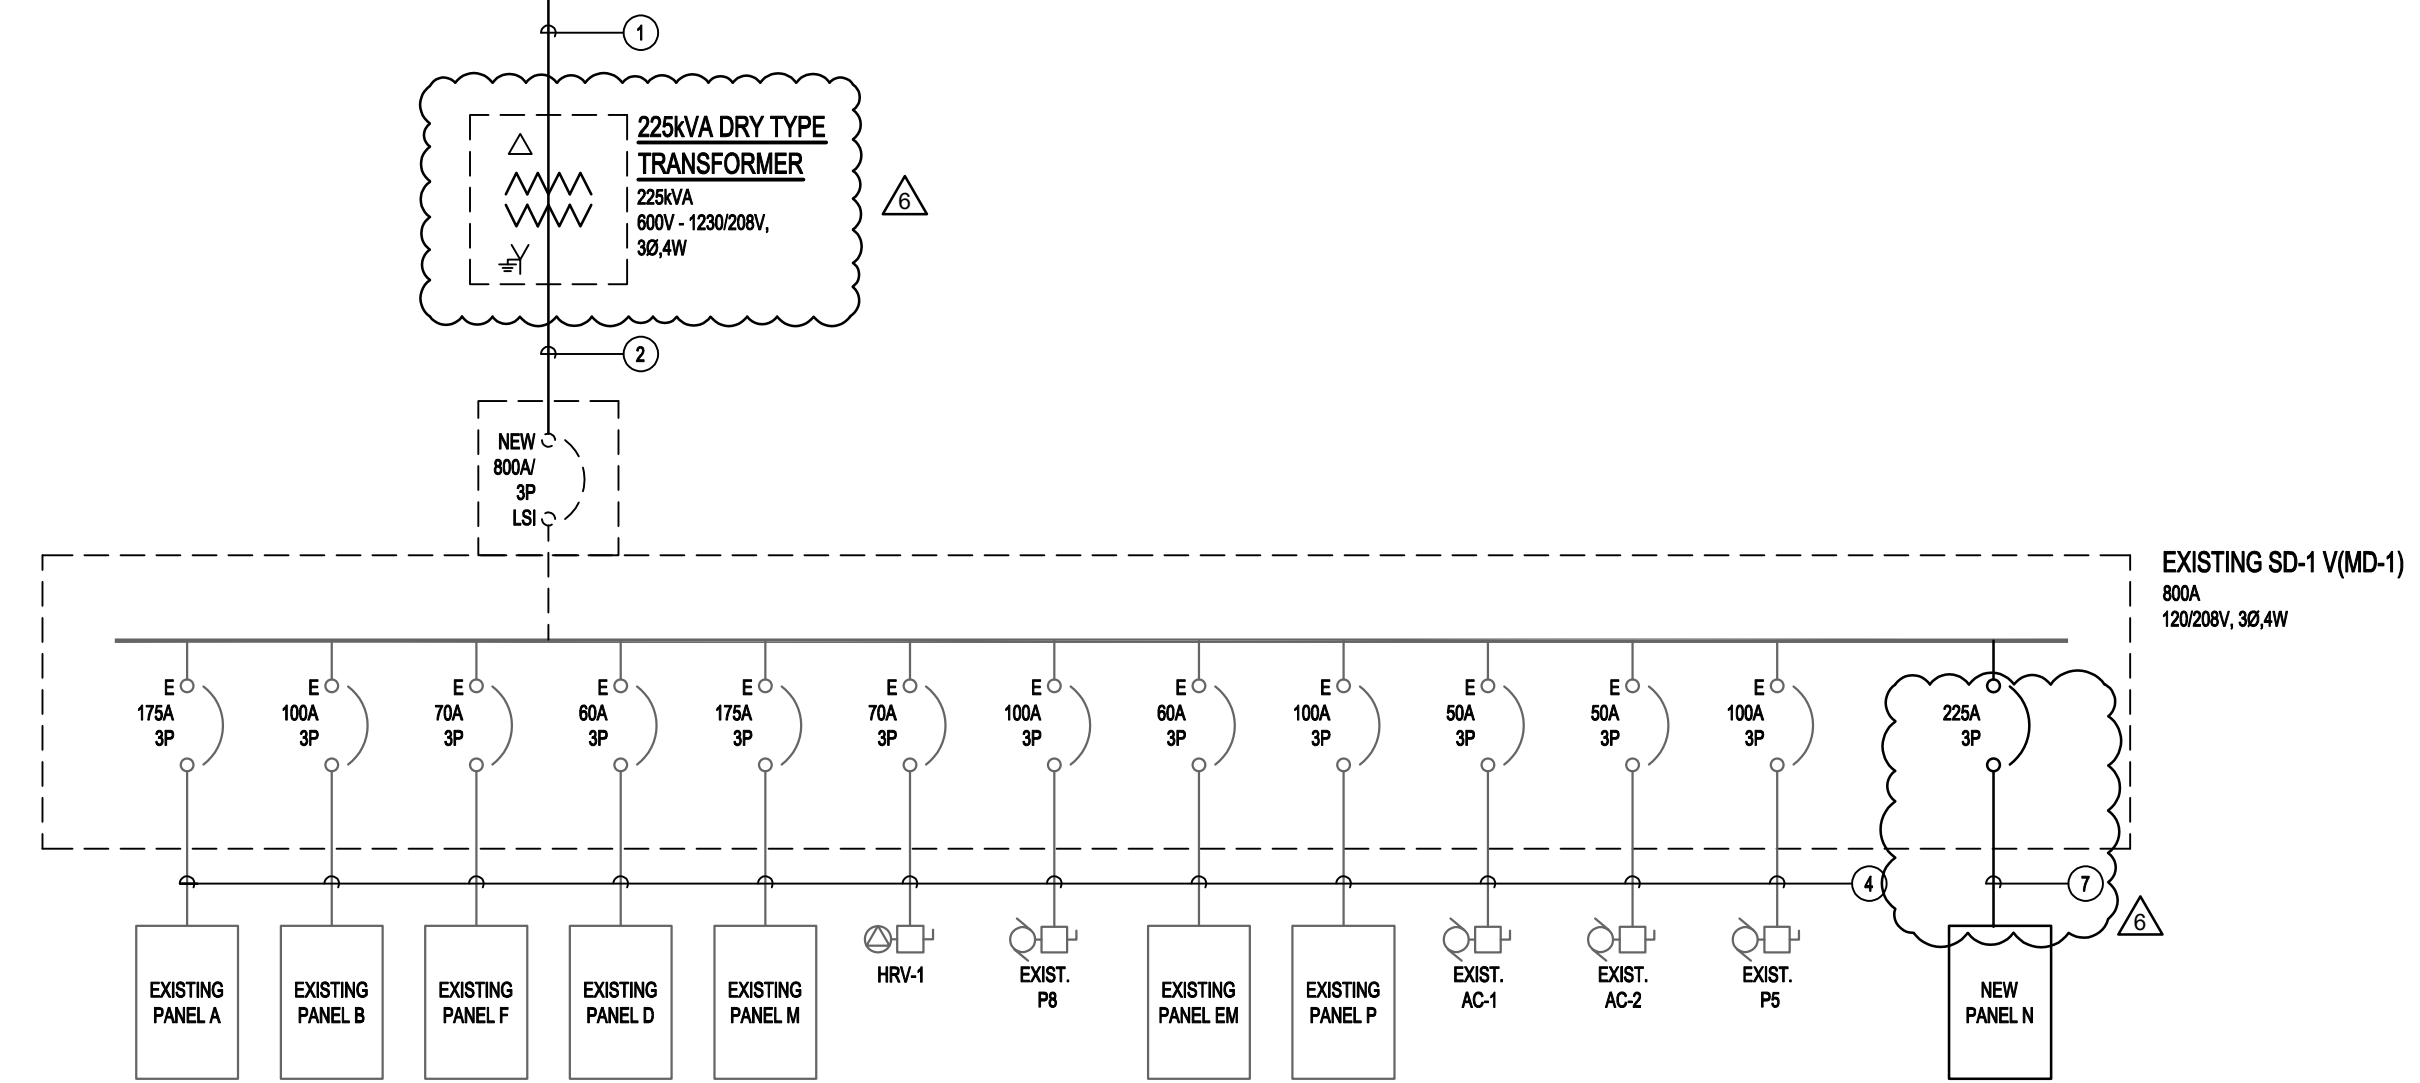 1
225kVA DRY TYPE
TRANSFORMER
225kVA
600V - 1230/208V,
3Ø,4W
6
2
NEW
800A/
3P
LSI
EXISTING SD-1 V(MD-1)
800A
120/208V, 3Ø,4W
E
175A
3P
E
100A
3P
E
70A
3P
E
60A
3P
E
175A
3P
E
70A
3P
E
100A
3P
E
60A
3P
E
100A
3P
E
50A
3P
E
50A
3P
E
100A
3P
225A
3P
4
7
6
EXISTING
PANEL A
EXISTING
PANEL B
EXISTING
PANEL F
EXISTING
PANEL D
EXISTING
PANEL M
HRV-1
EXIST.
P8
EXISTING
PANEL EM
EXISTING
PANEL P
EXIST.
AC-1
EXIST.
AC-2
EXIST.
P5
NEW
PANEL N